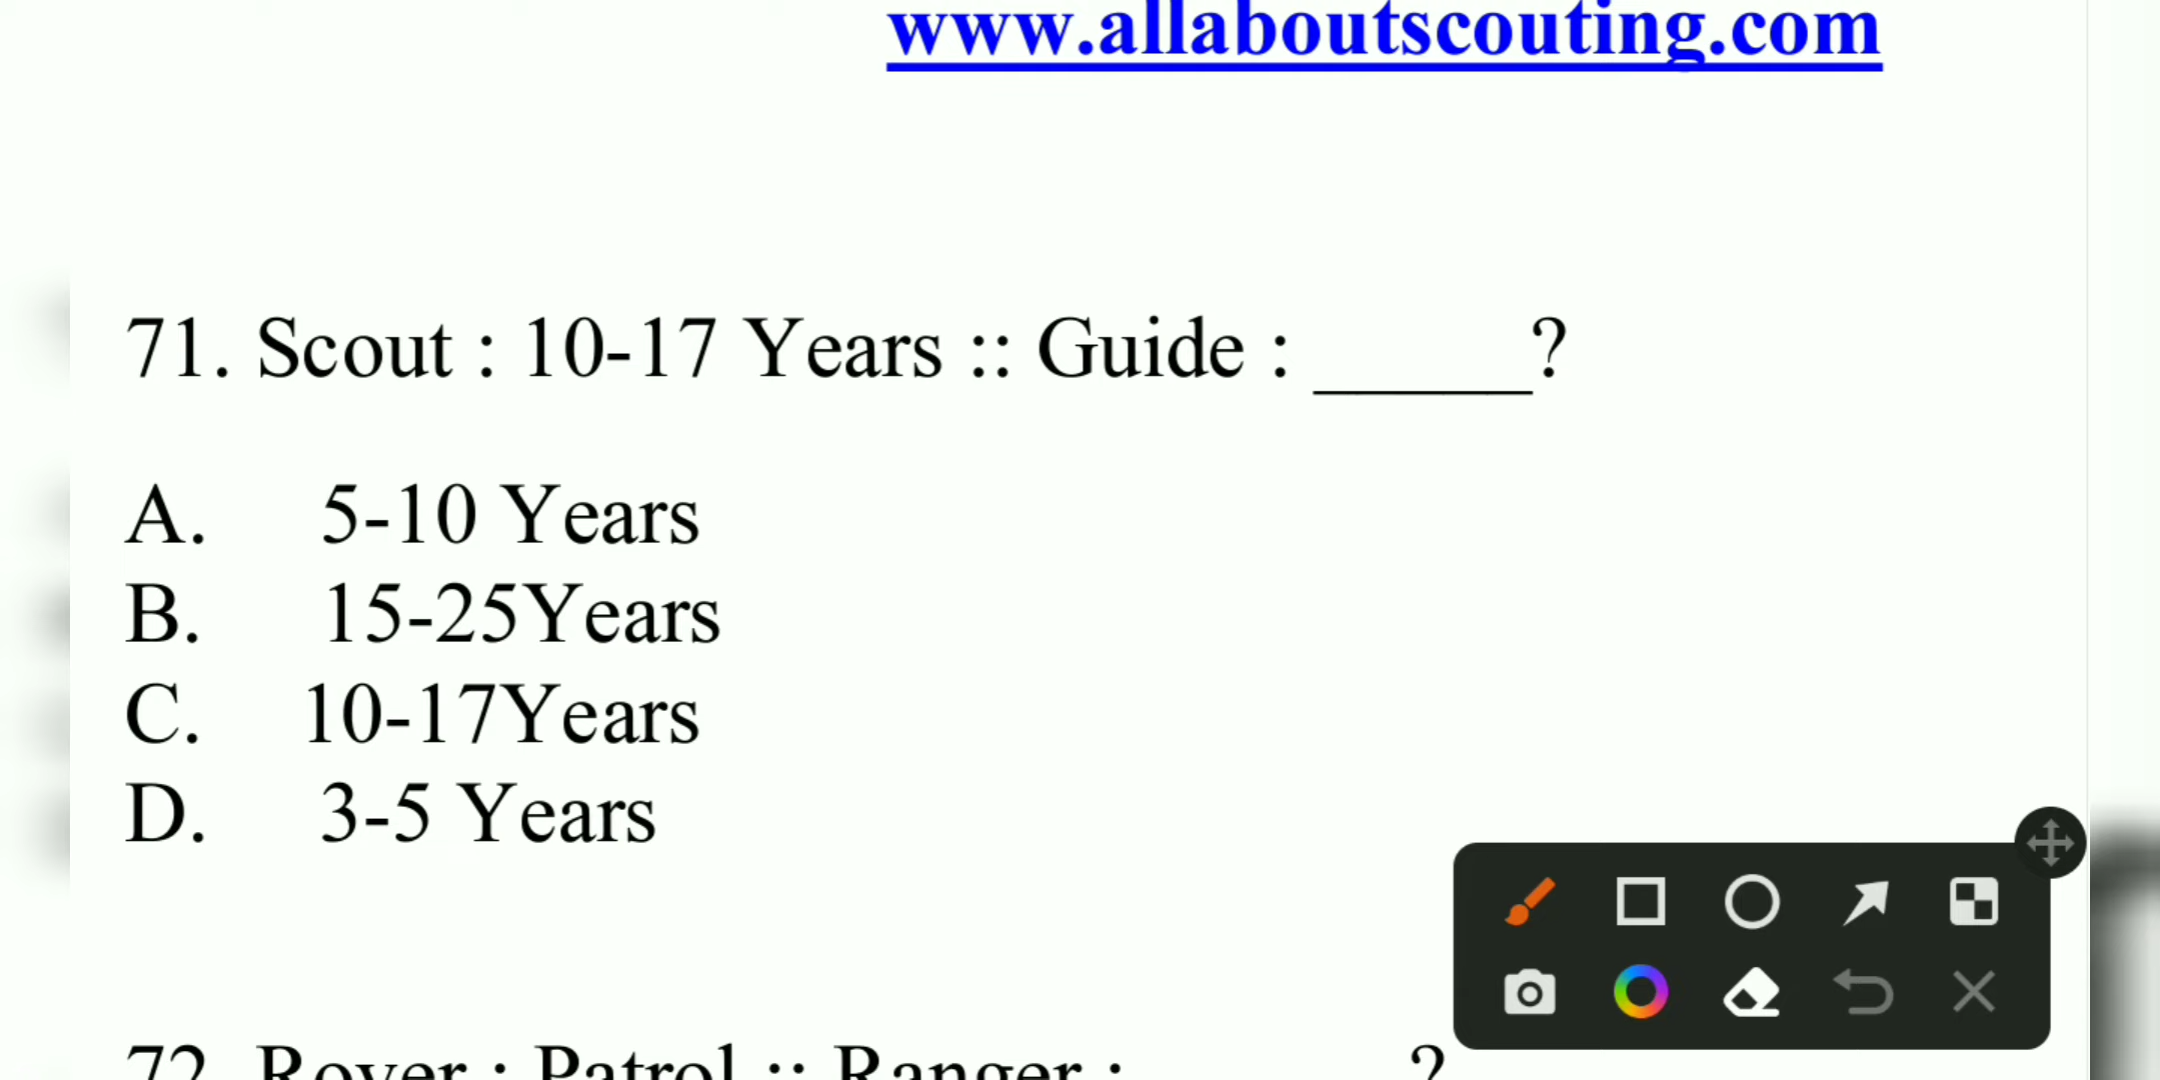 www.allaboutscouting.com
71. Scout : 10-17 Years :: Guide : _____?
A. 5-10 Years
B. 15-25Years
C. 10-17Years
D. 3-5 Years
72. Rover : Patrol :: Ranger : ?